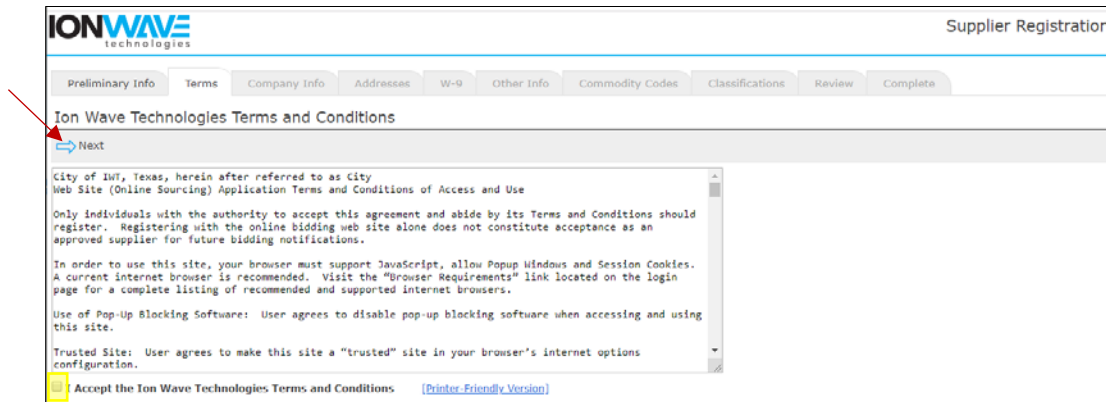 IONWAVE
technologies
Supplier Registration
Preliminary Info Terms Company Info Addresses W-9 Other Info Commodity Codes Classifications Review Complete
Ion Wave Technologies Terms and Conditions
Next
City of IWT, Texas, herein after referred to as City
Web Site (Online Sourcing) Application Terms and Conditions of Access and Use
Only individuals with the authority to accept this agreement and abide by its Terms and Conditions should
register. Registering with the online bidding web site alone does not constitute acceptance as an
approved supplier for future bidding notifications.
In order to use this site, your browser must support JavaScript, allow Popup Windows and Session Cookies.
A current internet browser is recommended. Visit the “Browser Requirements” link located on the login
page for a complete listing of recommended and supported internet browsers.
Use of Pop-Up Blocking Software: User agrees to disable pop-up blocking software when accessing and using
this site.
Trusted Site: User agrees to make this site a “trusted” site in your browser’s internet options
configuration.
I Accept the Ion Wave Technologies Terms and Conditions [Printer-Friendly Version]